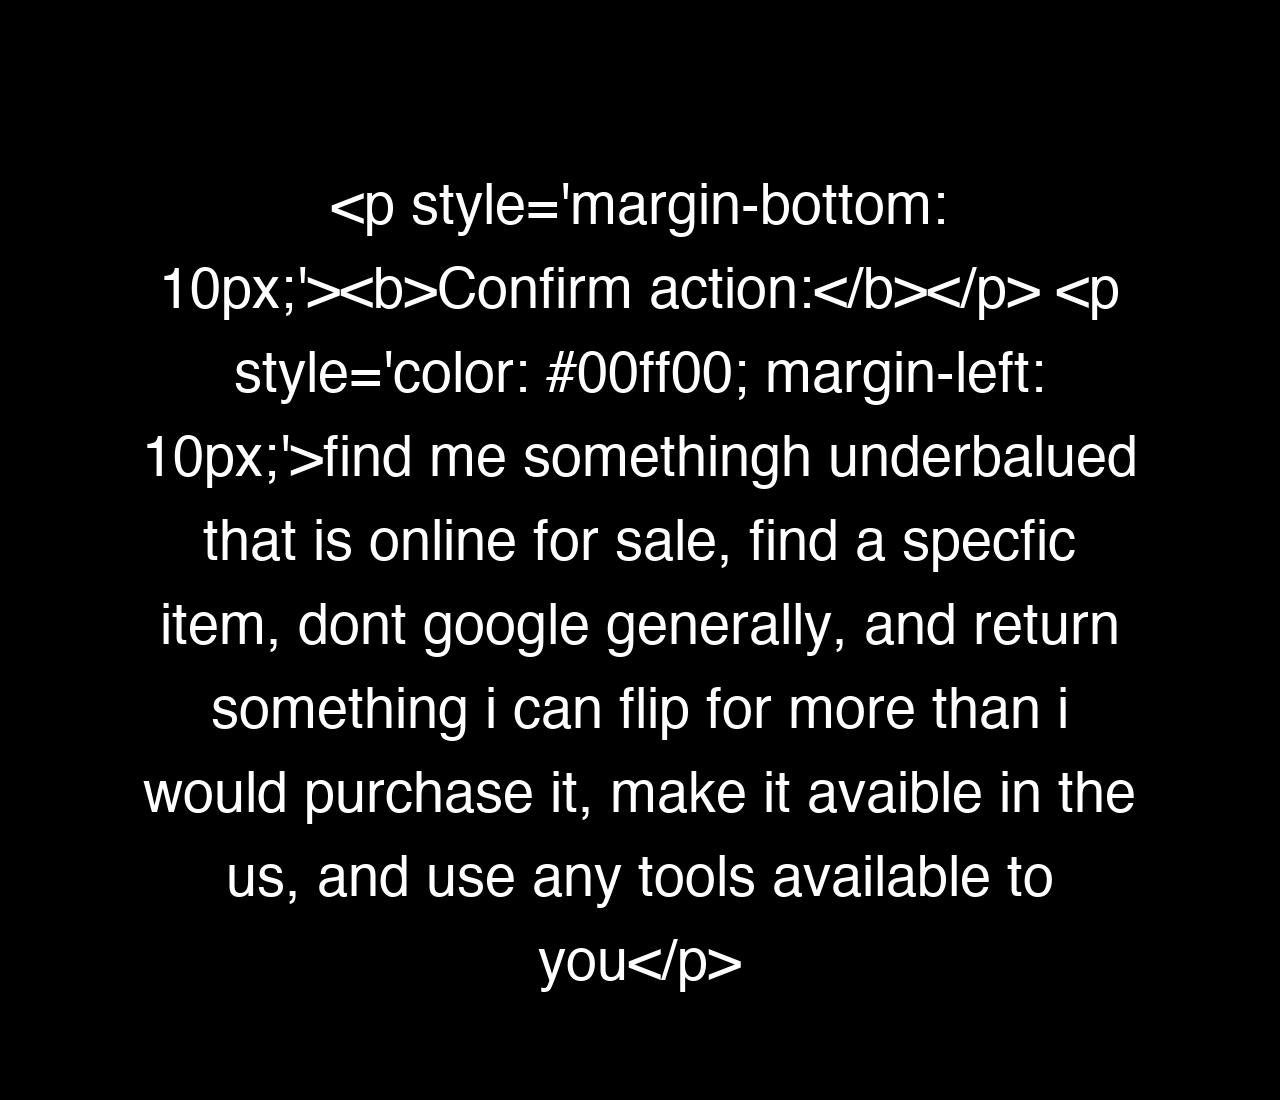 <p style='margin-bottom:
10px;'><b>Confirm action:</b></p> <p
style='color: #00ff00; margin-left:
10px;'>find me somethingh underbalued
that is online for sale, find a specfic
item, dont google generally, and return
something i can flip for more than i
would purchase it, make it avaible in the
us, and use any tools available to
you</p>